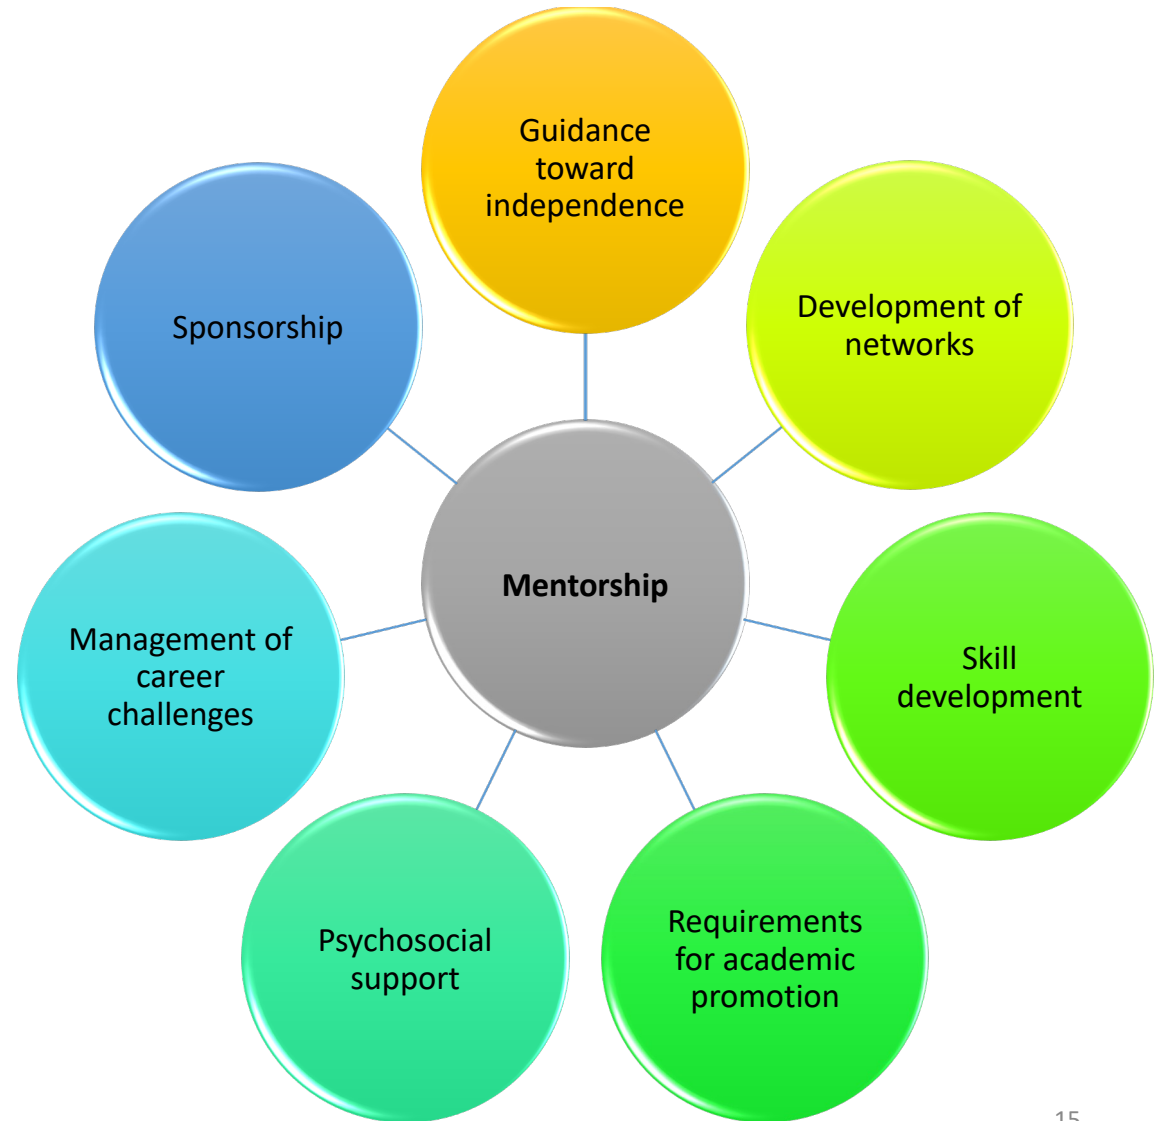 Guidance
toward
independence
Development of
networks
Skill
development
Requirements
for academic
promotion
Psychosocial
support
Management of
career
challenges
Sponsorship
Mentorship
15